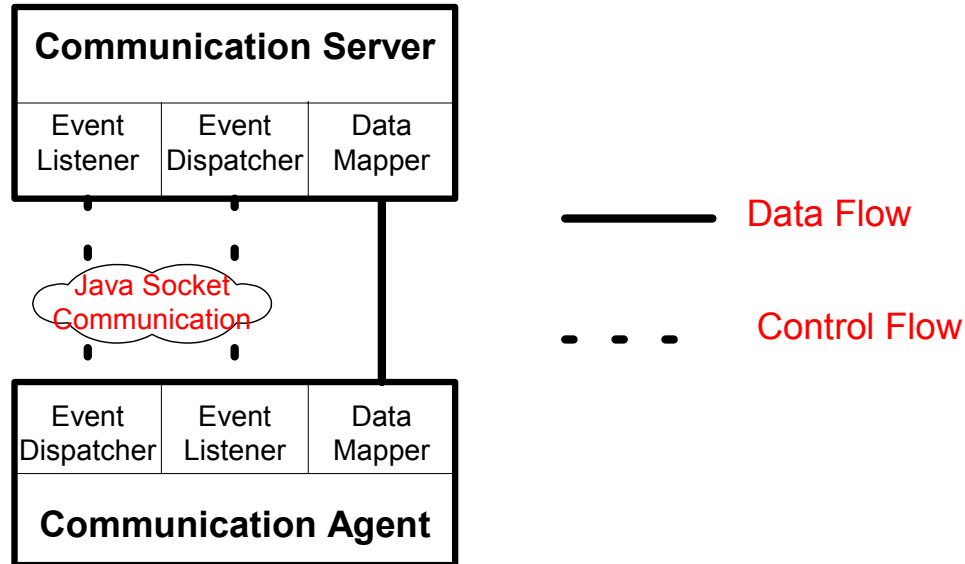 Communication Server
Event Listener
Event Dispatcher
Data Mapper
Java Socket
Communication
Data Flow
Control Flow
Event Dispatcher
Event Listener
Data Mapper
Communication Agent